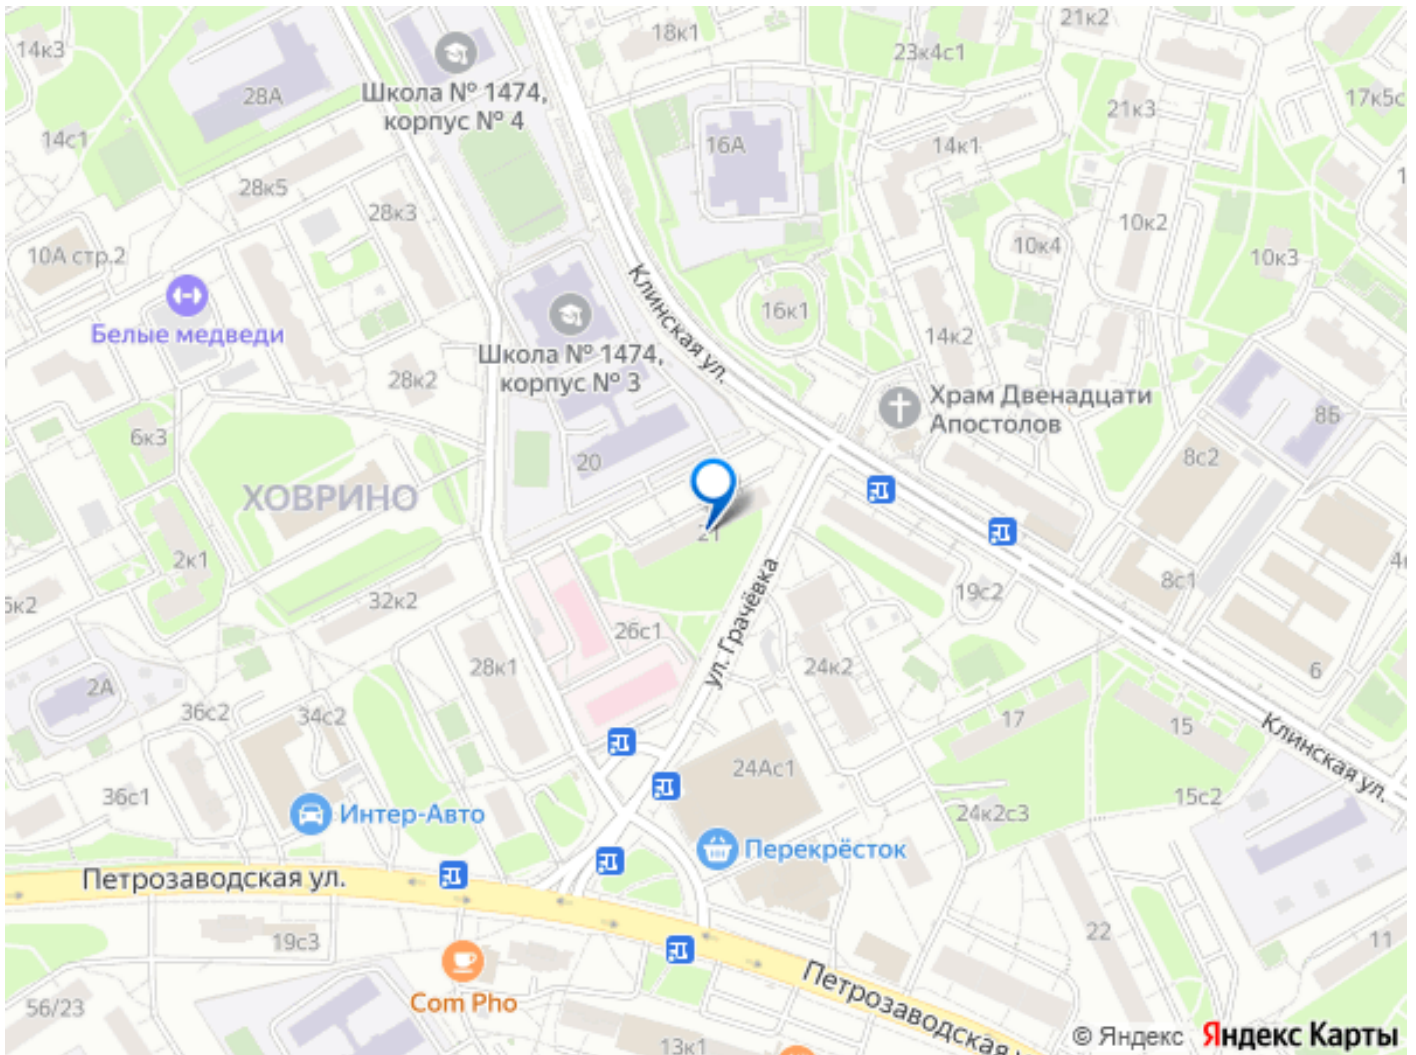 21к2
14к3
18к1
23к4с1
Школа № 1474,
корпус № 4
28А
21к3
17к5с
14с1
16А
14к1
28к5
28к3
10к2
10А стр.2
10к4
10к3
Клинская ул.
Белые медведи
16к1
14к2
Школа № 1474,
корпус № 3
28к2
Храм Двенадцати
Апостолов
8Б
6к3
20
8с2
ХОВРИНО
21
2к1
8с1
19с2
32к2
ул. Грачёвка
26с1
6
28к1
24к2
2А
36с2
34с2
17
15
Клинская ул.
24Ас1
36с1
15с2
Интер-Авто
24к2с3
Перекрёсток
Петрозаводская ул.
22
19с3
11
Петрозаводская
Com Pho
56/23
13к1
© Яндекс Яндекс Карты